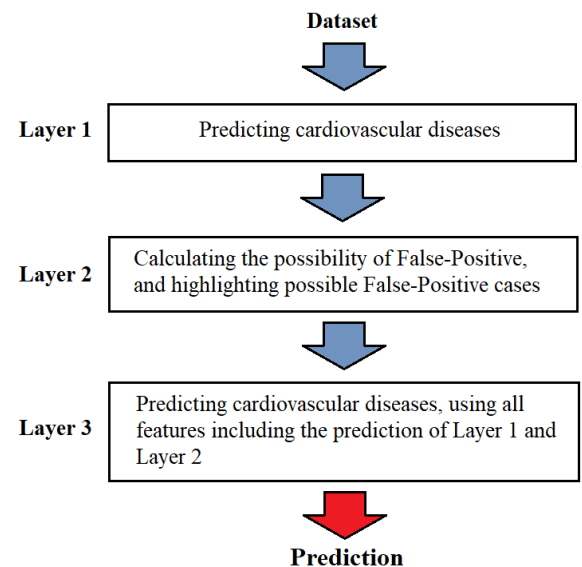 Dataset
Layer 1
Predicting cardiovascular diseases
Layer 2
Calculating the possibility of False-Positive,
and highlighting possible False-Positive cases
Layer 3
Predicting cardiovascular diseases, using all
features including the prediction of Layer 1 and
Layer 2
Prediction